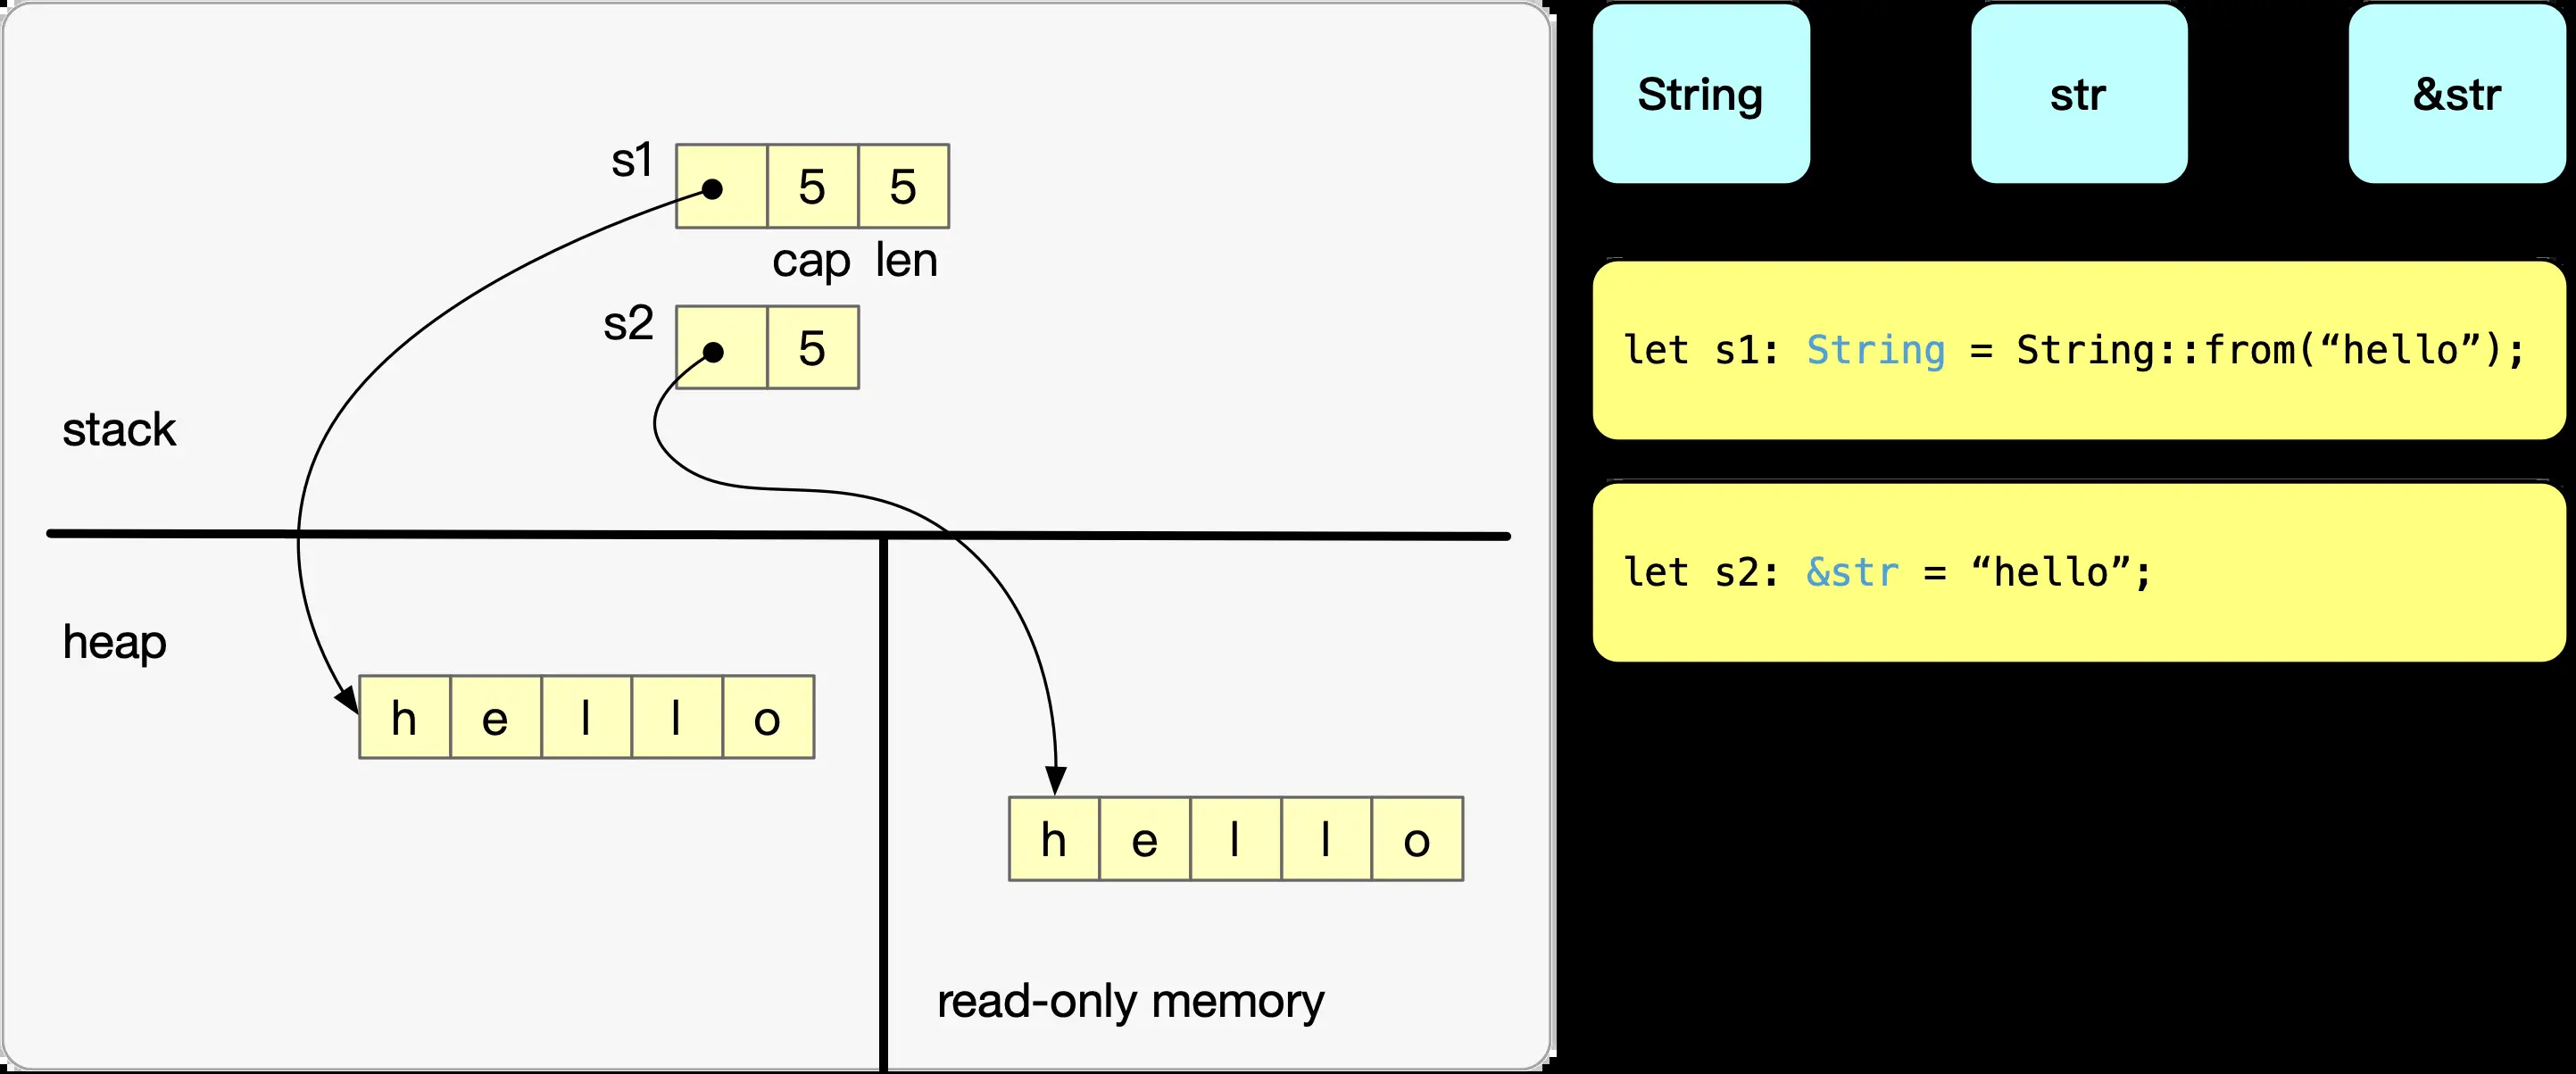 s1 5 5
cap len
s2 5
stack
heap
h e l l o
h e l l o
read-only memory
String str &str
let s1: String = String::from(“hello”);
let s2: &str = “hello”;